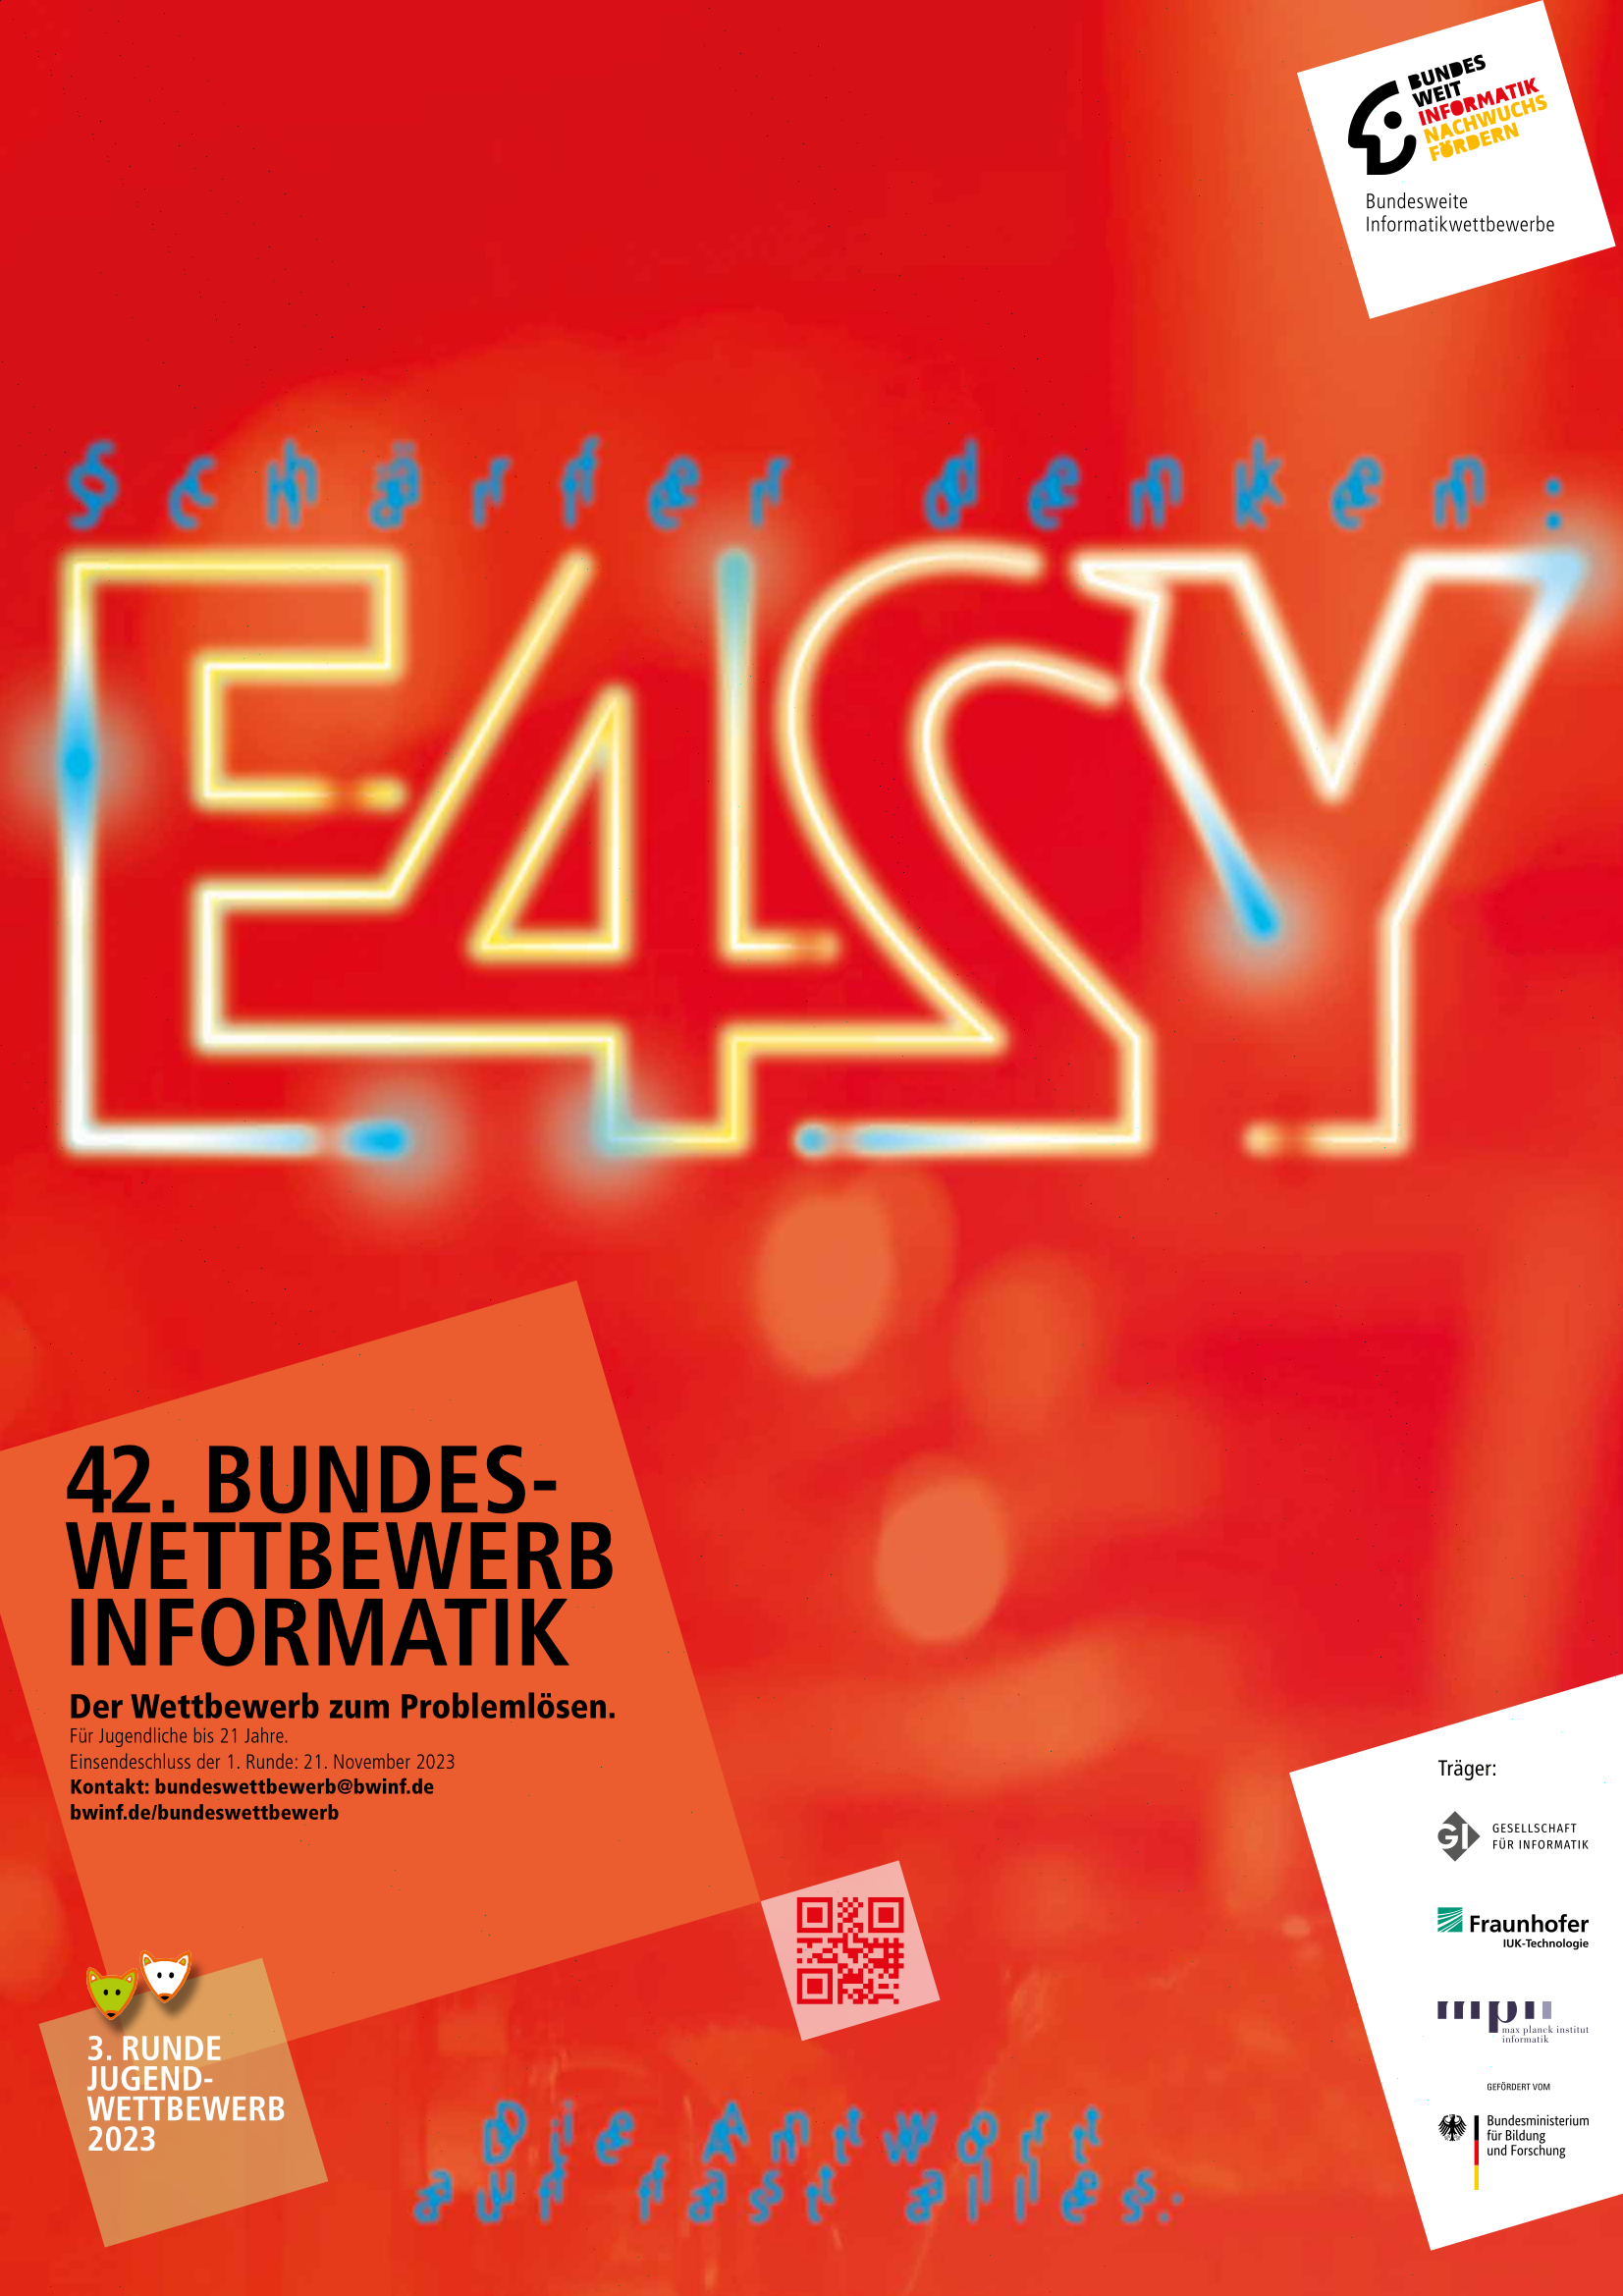 BUNDES
WEIT
INFORMATIK
NACHWUCHS
FÖRDERN
Bundesweite
Informatikwettbewerbe
Schärfer denken:
E42Y
42. BUNDES-
WETTBEWERB
INFORMATIK
Der Wettbewerb zum Problemlösen.
Für Jugendliche bis 21 Jahre.
Einsendeschluss der 1. Runde: 21. November 2023
Kontakt: bundeswettbewerb@bwinf.de
bwinf.de/bundeswettbewerb
3. RUNDE
JUGEND-
WETTBEWERB
2023
Die Antwort
auf fast alles.
Träger:
GI GESELLSCHAFT
FÜR INFORMATIK
Fraunhofer
IUK-Technologie
mpii
max planck institut
informatik
GEFÖRDERT VOM
Bundesministerium
für Bildung
und Forschung